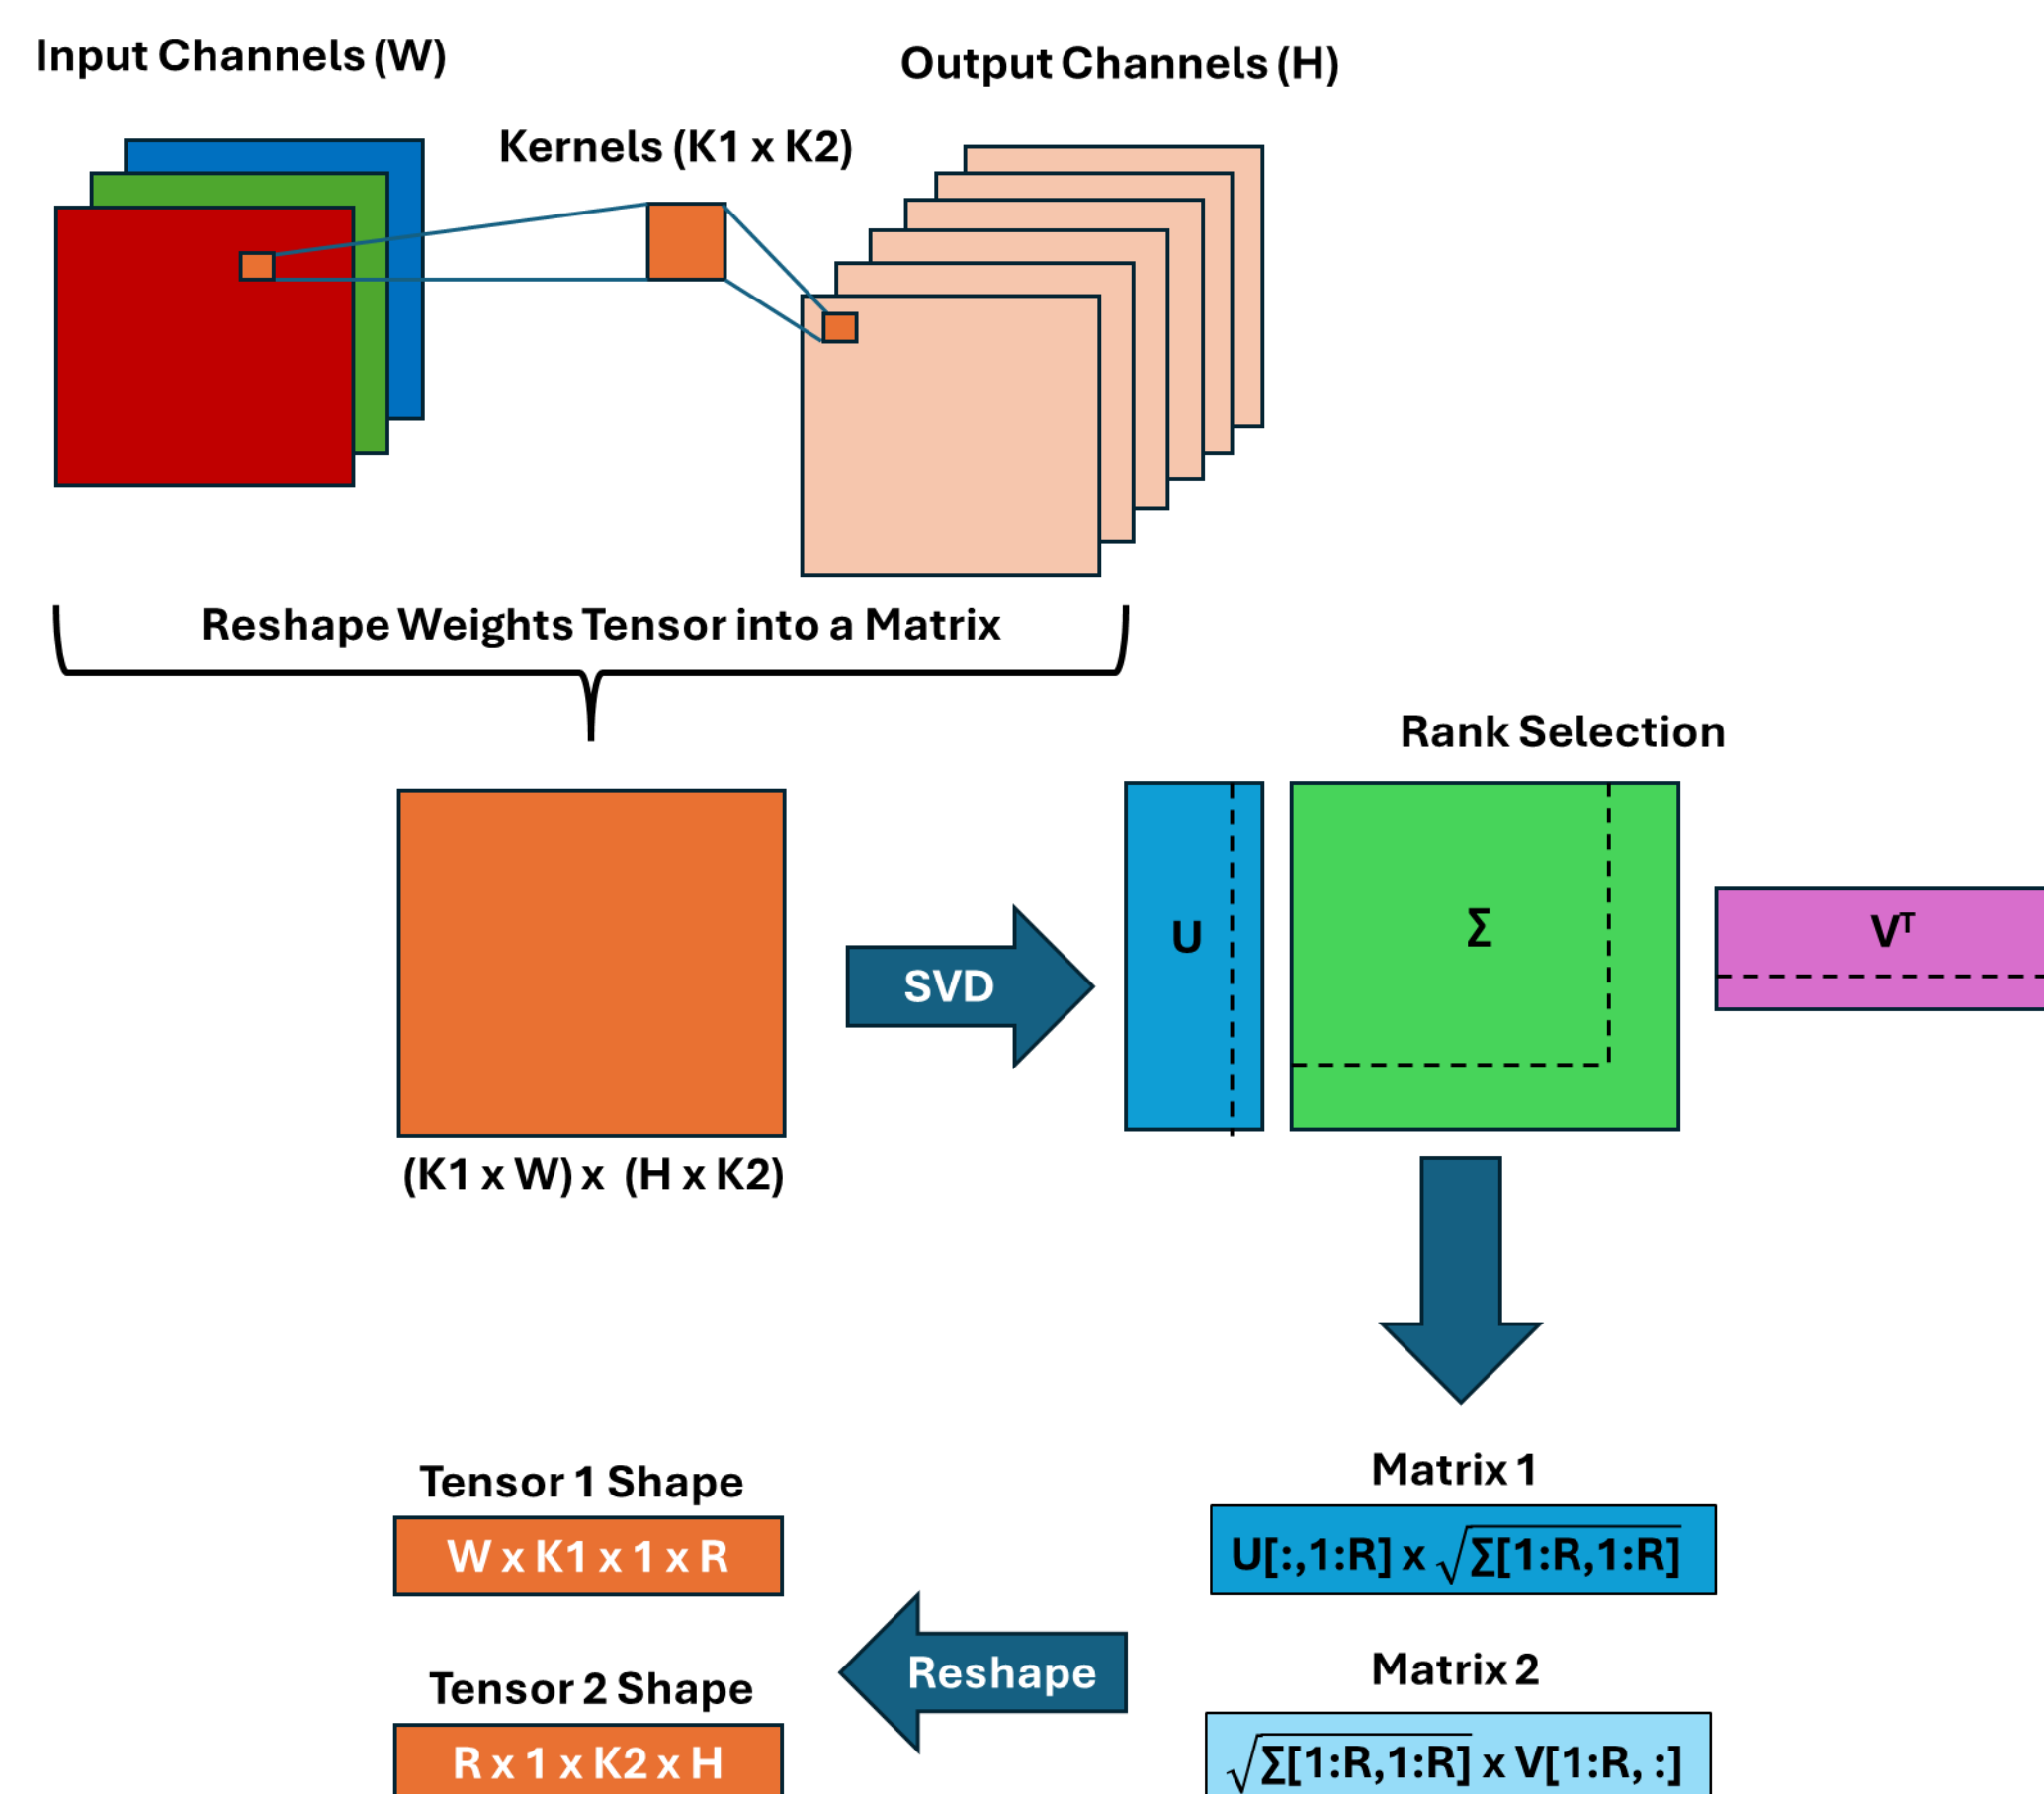 Input Channels (W)
Output Channels (H)
Kernels (K1 x K2)
Reshape Weights Tensor into a Matrix
Rank Selection
U
Σ
Vᵀ
SVD
(K1 x W) x (H x K2)
Matrix 1
Tensor 1 Shape
U[:,1:R] x √Σ[1:R,1:R]
W x K1 x 1 x R
Reshape
Matrix 2
Tensor 2 Shape
√Σ[1:R,1:R] x V[1:R, :]
R x 1 x K2 x H